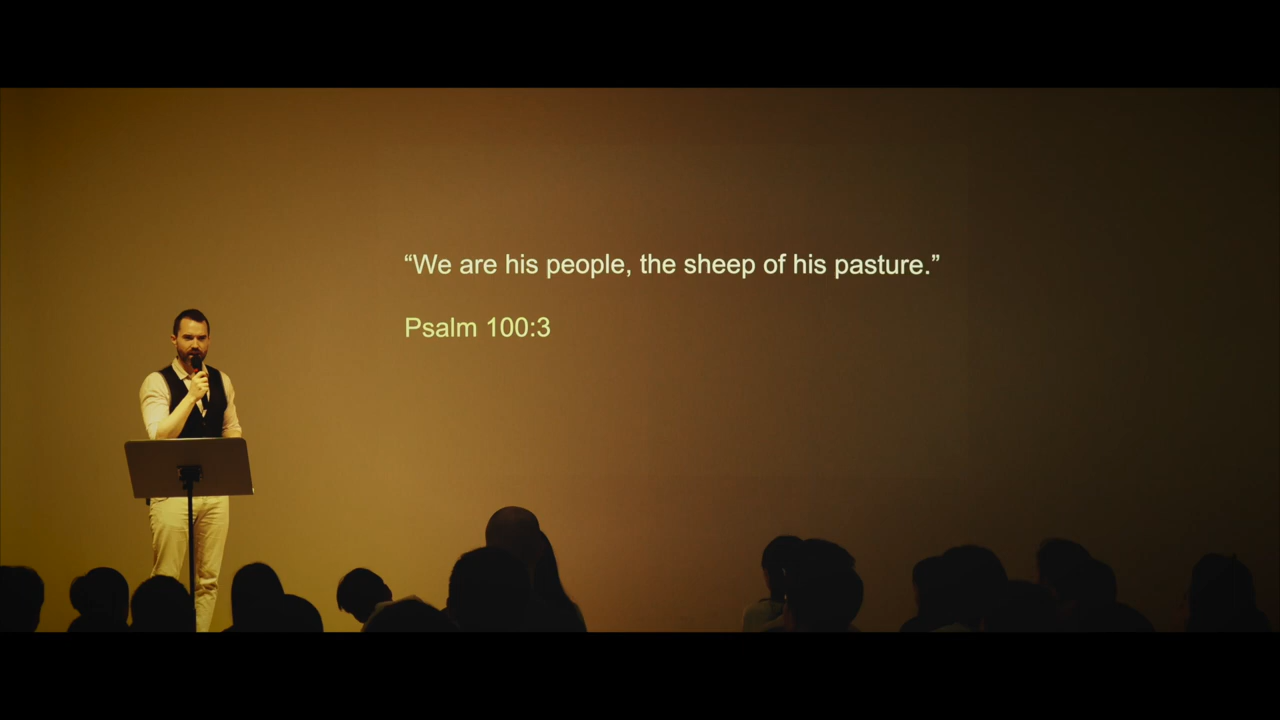 “We are his people, the sheep of his pasture.”
Psalm 100:3